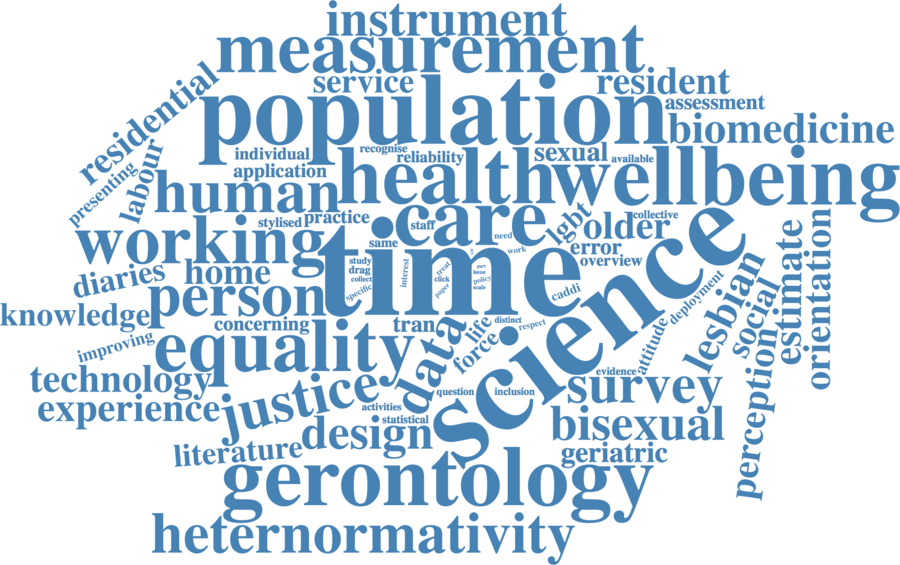 instrument
measurement
service
resident
residential
population
assessment
biomedicine
individual
recognise
reliability
sexual
available
application
presenting
labour
human
health
wellbeing
stylised
practice
staff
care
lgbt
older
collective
working
same
need
work
error
overview
time
science
study
drag
collect
specific
interest
treat
click
paper
part
issue
policy
scale
diaries
home
person
caddi
deployment
lesbian
social
estimate
orientation
knowledge
concerning
tran
life
distinct
respect
attitude
improving
equality
data
force
perception
technology
evidence
survey
experience
justice
activities
question
inclusion
statistical
bisexual
literature
design
geriatric
gerontology
heternormativity